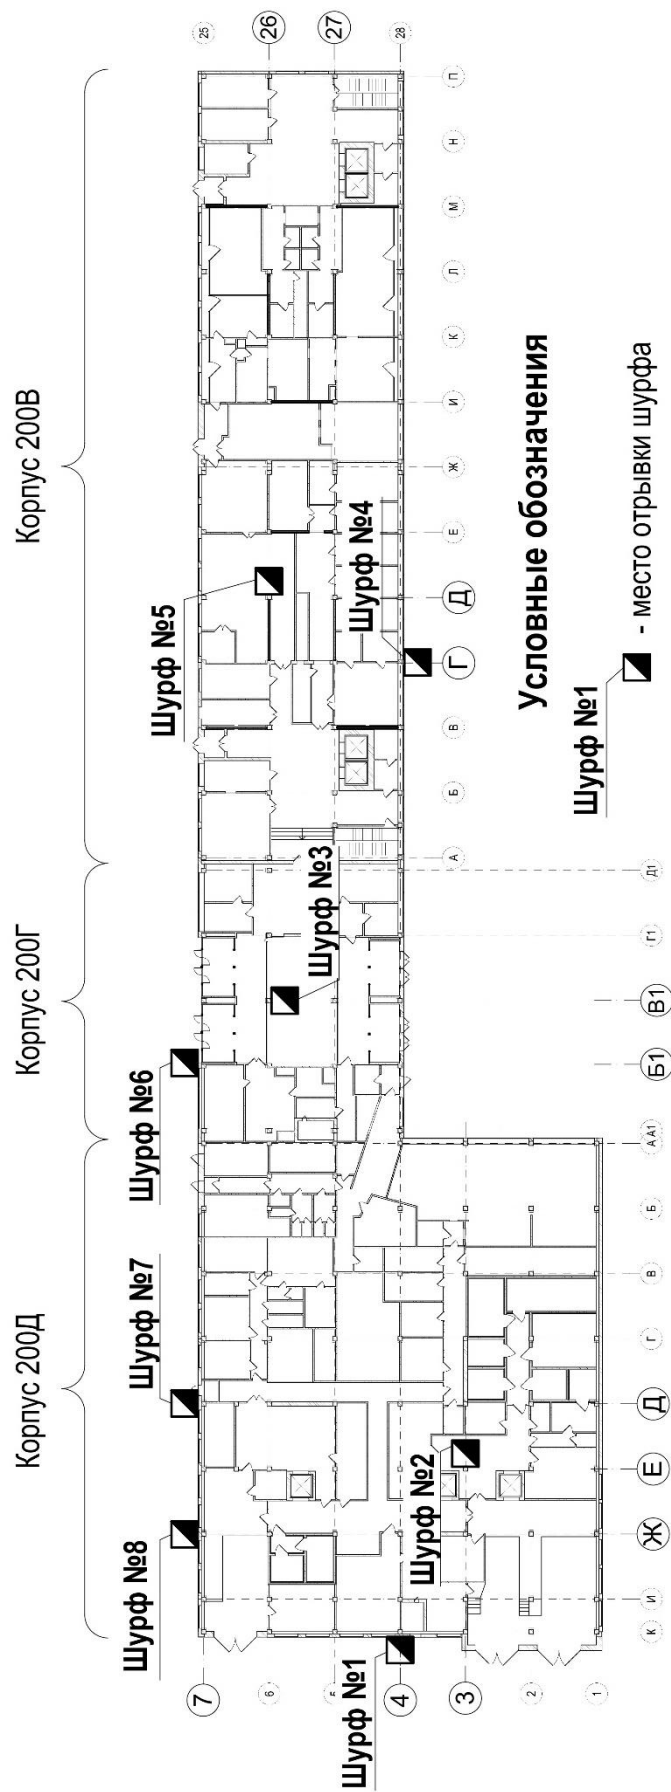 Корпус 200Д
Корпус 200Г
Корпус 200В
Шурф №8
Шурф №7
Шурф №6
Шурф №5
7
25
6
26
27
Шурф №3
Шурф №4
Шурф №1
4
28
Шурф №2
3
2
1
А
Б
В
Г
Д
Е
Ж
И
К
Л
М
Н
П
К
И
Ж
Е
Д
Г
В
Б
А
А1
Б1
В1
Г1
Д1
Условные обозначения
Шурф №1
- место отрывки шурфа